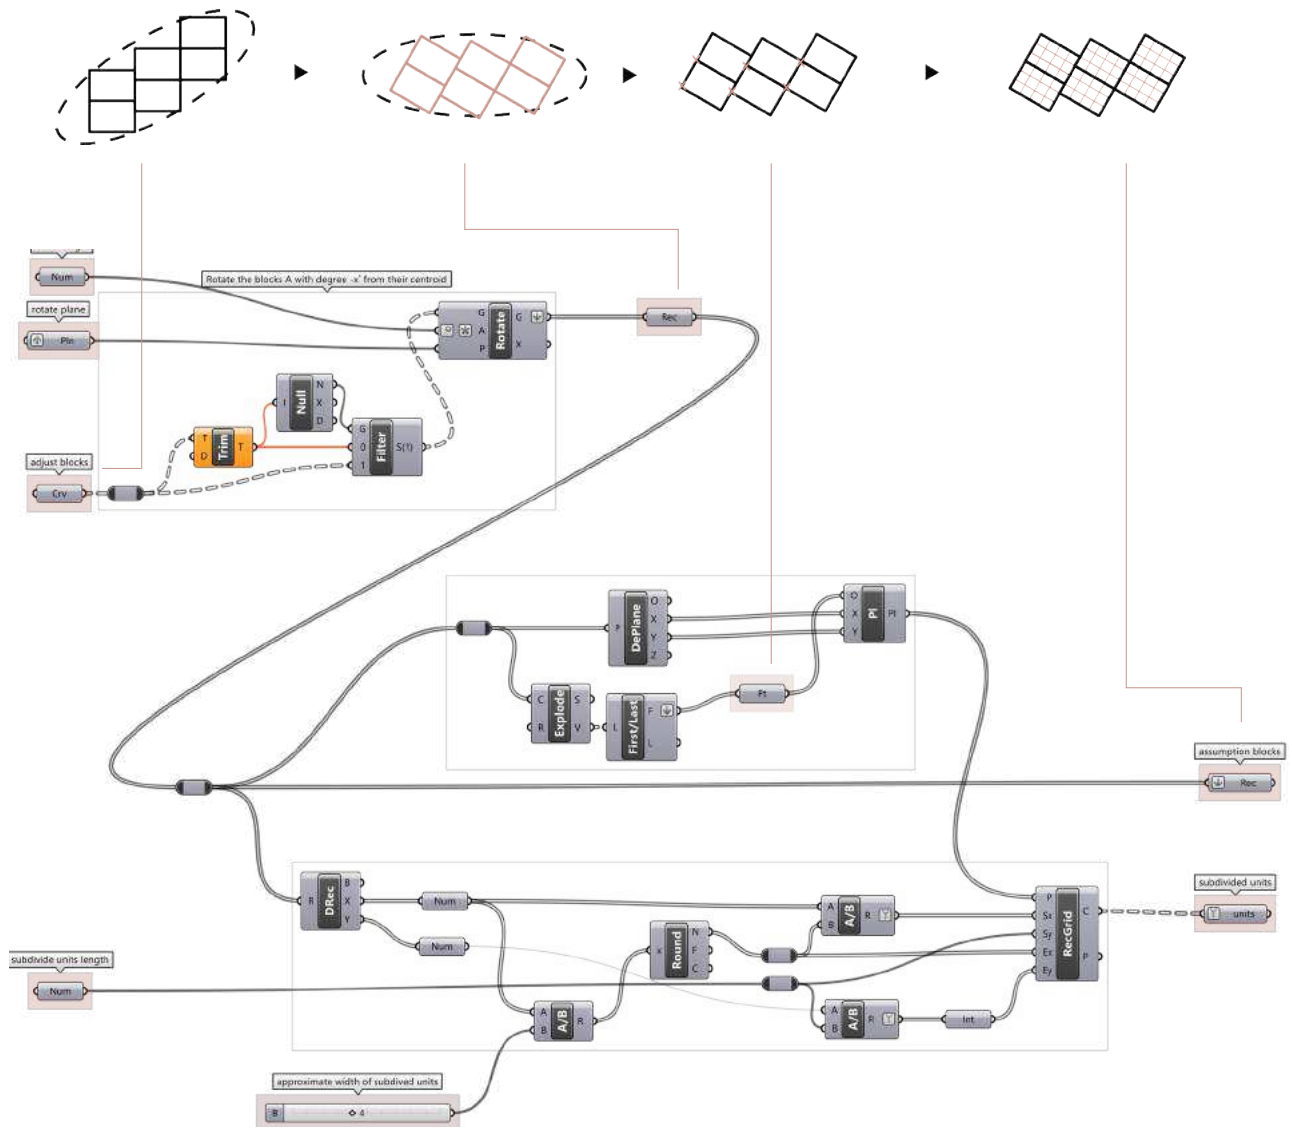 Num
Rotate the blocks A with degree -x° from their centroid
rotate plane
Pln
G
A
P
Rotate
G
X
Rec
Null
I
N
X
D
T
D
Trim
T
G
0
1
Filter
S(1)
adjust blocks
Crv
P
DePlane
O
X
Y
Z
O
X
Y
Pl
Pl
C
R
Explode
S
V
L
First/Last
F
L
Pt
assumption blocks
Rec
R
DRec
B
X
Y
Num
Num
x
Round
N
F
C
A
B
A/B
R
P
Sx
Sy
Ex
Ey
RecGrid
C
P
subdivided units
units
subdivide units length
Num
A
B
A/B
R
A
B
A/B
R
Int
approximate width of subdived units
B
4